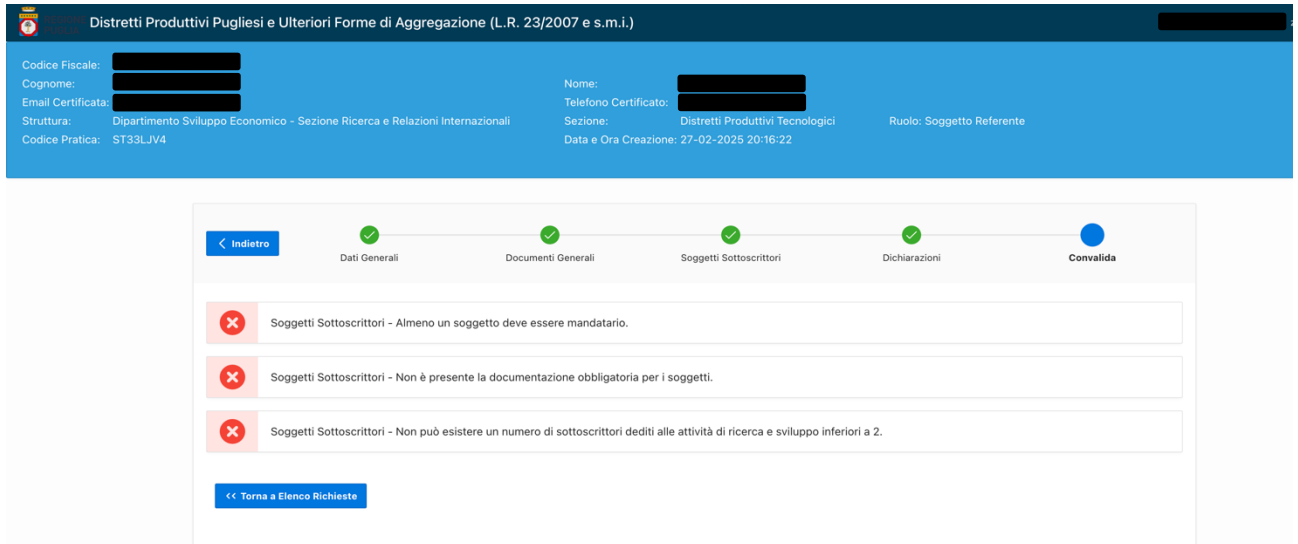 REGIONE PUGLIA
Distretti Produttivi Pugliesi e Ulteriori Forme di Aggregazione (L.R. 23/2007 e s.m.i.)
Codice Fiscale:
Cognome:
Nome:
Email Certificata:
Telefono Certificato:
Struttura: Dipartimento Sviluppo Economico - Sezione Ricerca e Relazioni Internazionali
Sezione: Distretti Produttivi Tecnologici
Ruolo: Soggetto Referente
Codice Pratica: ST33LJV4
Data e Ora Creazione: 27-02-2025 20:16:22
< Indietro
Dati Generali
Documenti Generali
Soggetti Sottoscrittori
Dichiarazioni
Convalida
Soggetti Sottoscrittori - Almeno un soggetto deve essere mandatario.
Soggetti Sottoscrittori - Non è presente la documentazione obbligatoria per i soggetti.
Soggetti Sottoscrittori - Non può esistere un numero di sottoscrittori dediti alle attività di ricerca e sviluppo inferiori a 2.
<< Torna a Elenco Richieste